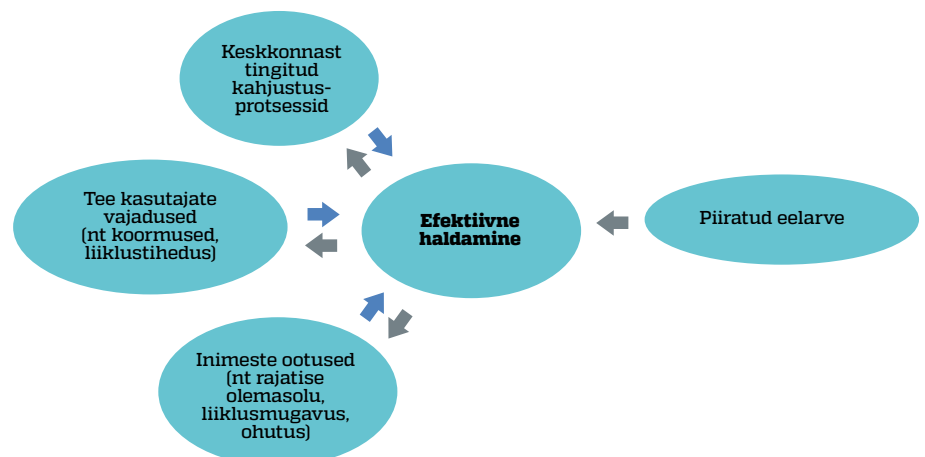 Keskkonnast
tingitud
kahjustus-
protsessid
Tee kasutajate
vajadused
(nt koormused,
liiklustihedus)
Efektiivne
haldamine
Piiratud eelarve
Inimeste ootused
(nt rajatise
olemasolu,
liiklusmugavus,
ohutus)